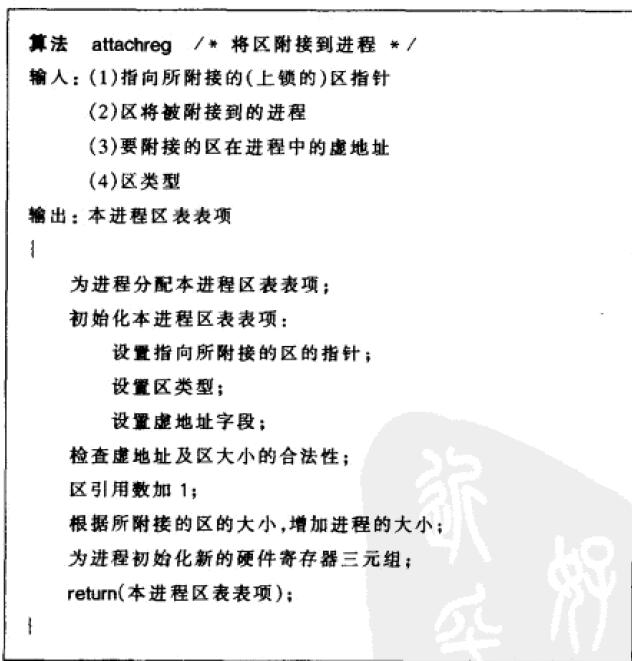 算法 attachreg /* 将区附接到进程 */
输入：(1)指向所附接的(上锁的)区指针
(2)区将被附接到的进程
(3)要附接的区在进程中的虚地址
(4)区类型
输出：本进程区表表项
{
为进程分配本进程区表表项；
初始化本进程区表表项：
设置指向所附接的区的指针；
设置区类型；
设置虚地址字段；
检查虚地址及区大小的合法性；
区引用数加 1；
根据所附接的区的大小,增加进程的大小；
为进程初始化新的硬件寄存器三元组；
return(本进程区表表项)；
}